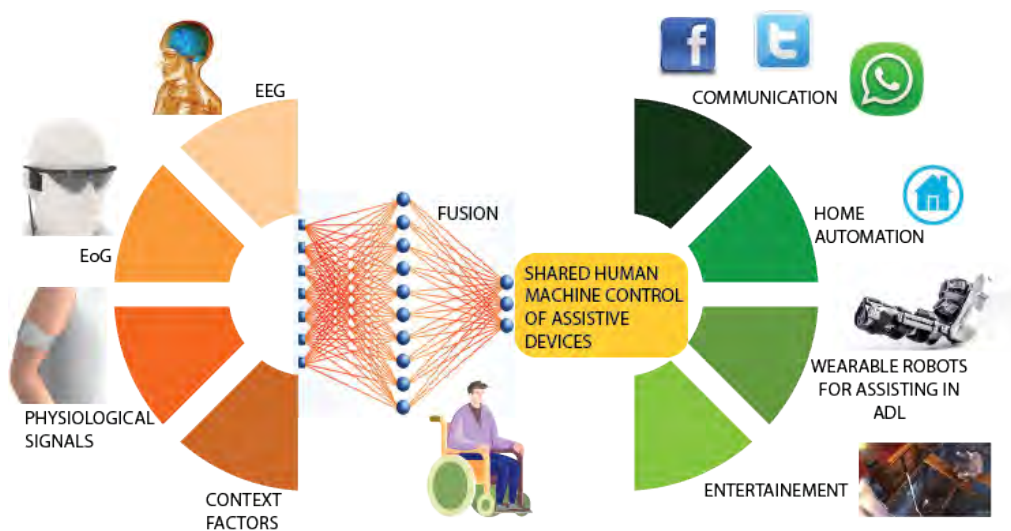 EEG
EoG
PHYSIOLOGICAL
SIGNALS
CONTEXT
FACTORS
FUSION
SHARED HUMAN
MACHINE CONTROL
OF ASSISTIVE
DEVICES
f
t
COMMUNICATION
HOME
AUTOMATION
WEARABLE ROBOTS
FOR ASSISTING IN
ADL
ENTERTAINEMENT